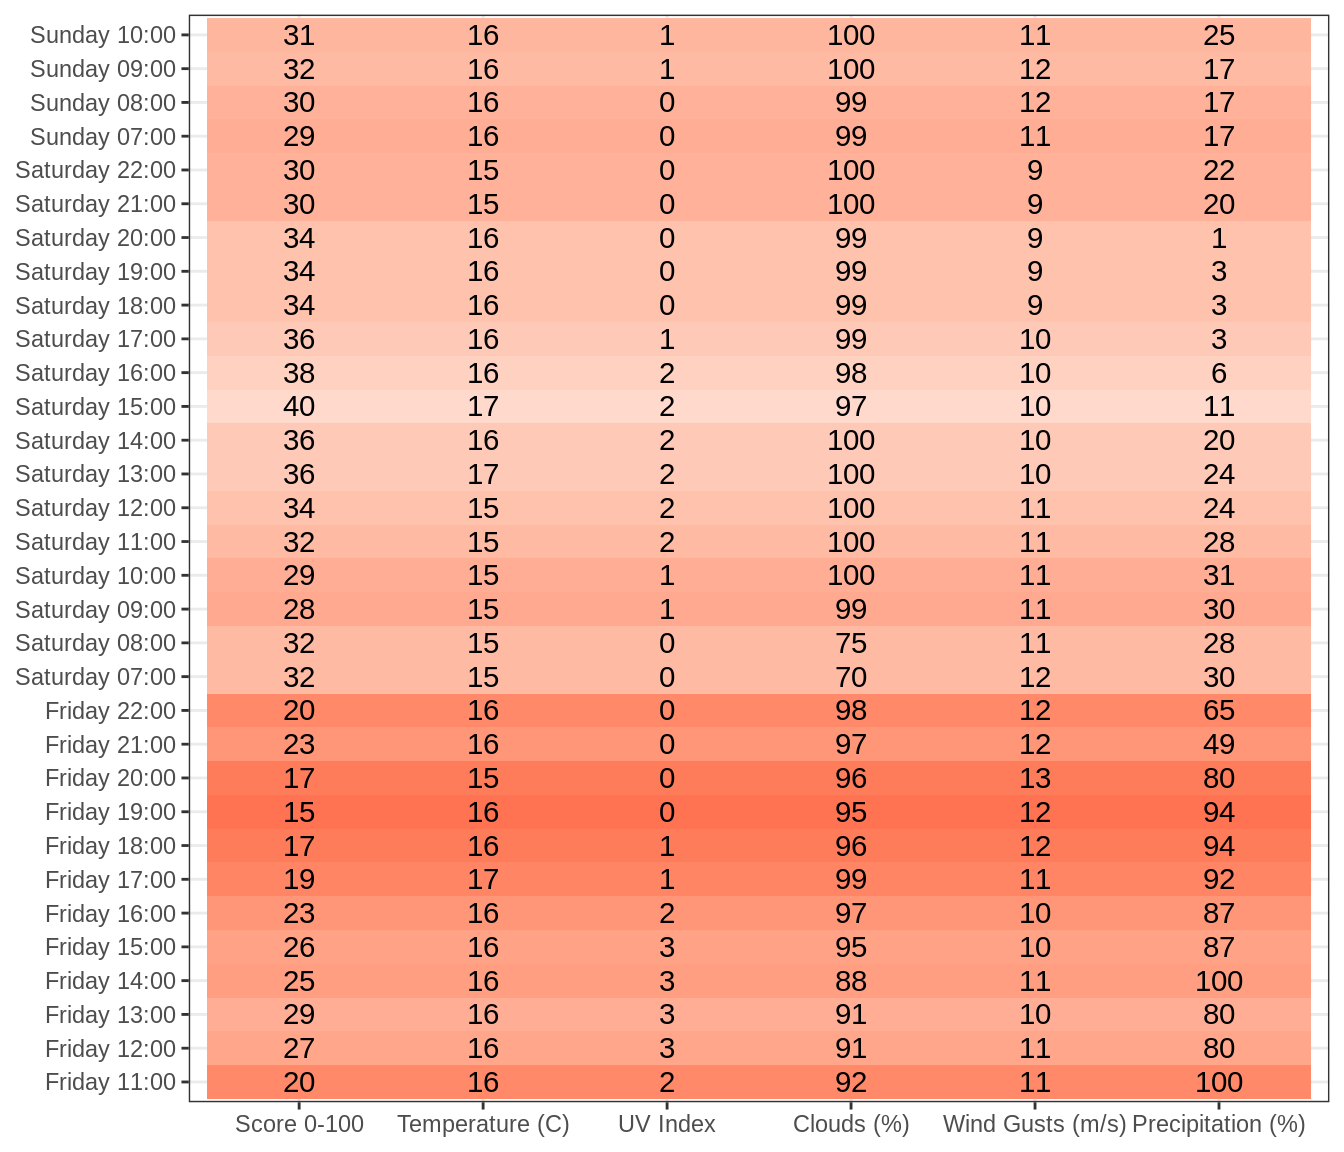 Sunday 10:00 31 16 1 100 11 25
Sunday 09:00 32 16 1 100 12 17
Sunday 08:00 30 16 0 99 12 17
Sunday 07:00 29 16 0 99 11 17
Saturday 22:00 30 15 0 100 9 22
Saturday 21:00 30 15 0 100 9 20
Saturday 20:00 34 16 0 99 9 1
Saturday 19:00 34 16 0 99 9 3
Saturday 18:00 34 16 0 99 9 3
Saturday 17:00 36 16 1 99 10 3
Saturday 16:00 38 16 2 98 10 6
Saturday 15:00 40 17 2 97 10 11
Saturday 14:00 36 16 2 100 10 20
Saturday 13:00 36 17 2 100 10 24
Saturday 12:00 34 15 2 100 11 24
Saturday 11:00 32 15 2 100 11 28
Saturday 10:00 29 15 1 100 11 31
Saturday 09:00 28 15 1 99 11 30
Saturday 08:00 32 15 0 75 11 28
Saturday 07:00 32 15 0 70 12 30
Friday 22:00 20 16 0 98 12 65
Friday 21:00 23 16 0 97 12 49
Friday 20:00 17 15 0 96 13 80
Friday 19:00 15 16 0 95 12 94
Friday 18:00 17 16 1 96 12 94
Friday 17:00 19 17 1 99 11 92
Friday 16:00 23 16 2 97 10 87
Friday 15:00 26 16 3 95 10 87
Friday 14:00 25 16 3 88 11 100
Friday 13:00 29 16 3 91 10 80
Friday 12:00 27 16 3 91 11 80
Friday 11:00 20 16 2 92 11 100
Score 0-100 Temperature (C) UV Index Clouds (%) Wind Gusts (m/s) Precipitation (%)